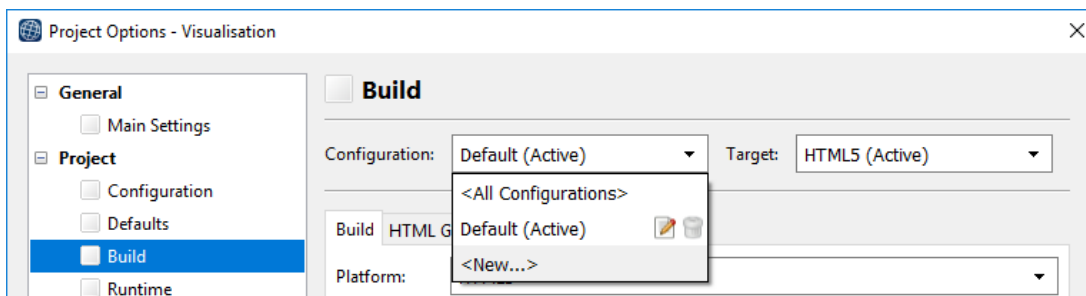 Project Options - Visualisation
General
Main Settings
Project
Configuration
Defaults
Build
Runtime
Build
Configuration: Default (Active) Target: HTML5 (Active)
<All Configurations>
Default (Active)
<New...>
Build HTML G
Platform: